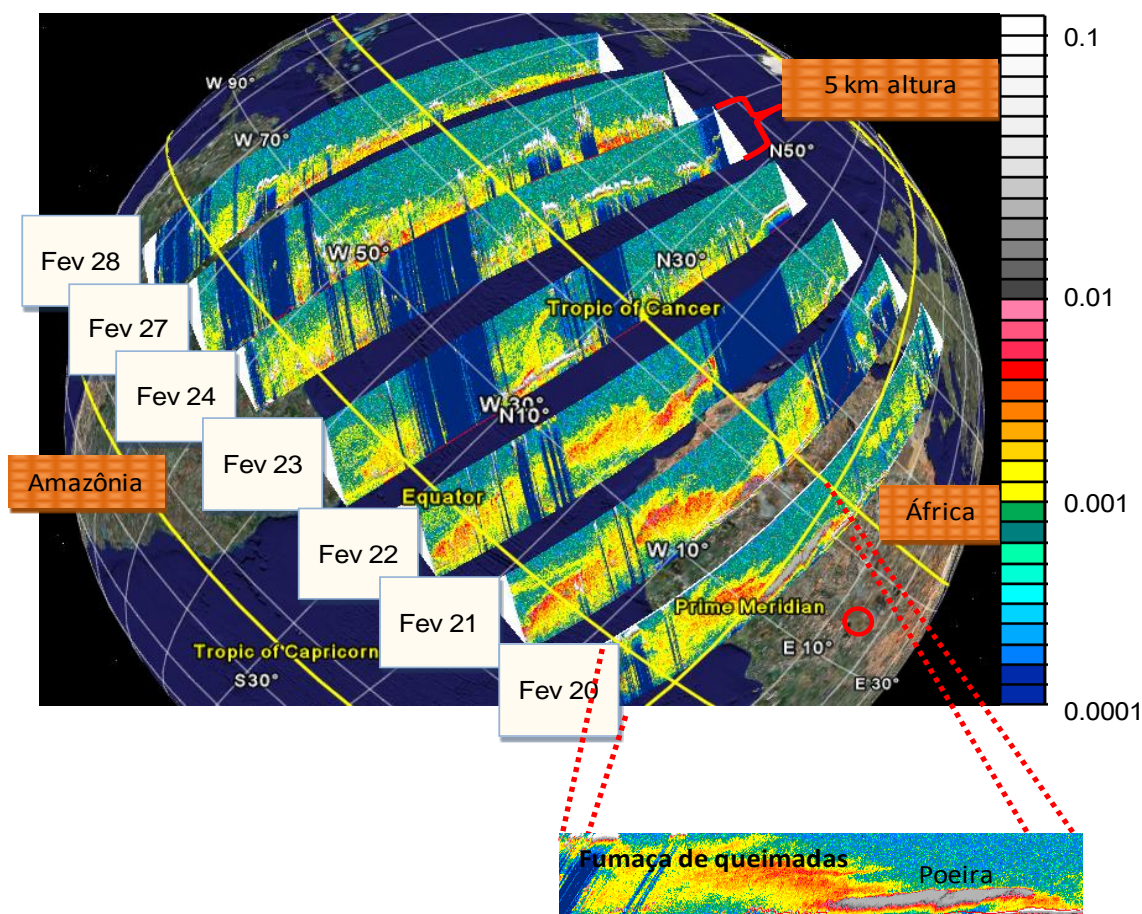 0.1
5 km altura
W 90°
W 70°
N50°
Fev 28
W 50°
N30°
0.01
Fev 27
Tropic of Cancer
Fev 24
W 30°
N10°
Fev 23
Amazônia
Equator
África
0.001
Fev 22
W 10°
Prime Meridian
Fev 21
E 10°
Tropic of Capricorn
S30°
Fev 20
E 30°
0.0001
Fumaça de queimadas
Poeira